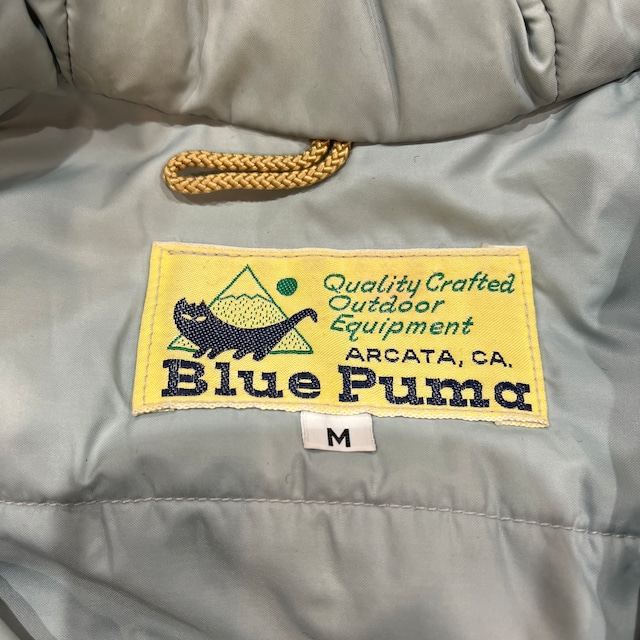 Quality Crafted
Outdoor
Equipment
ARCATA, CA.
Blue Puma
M